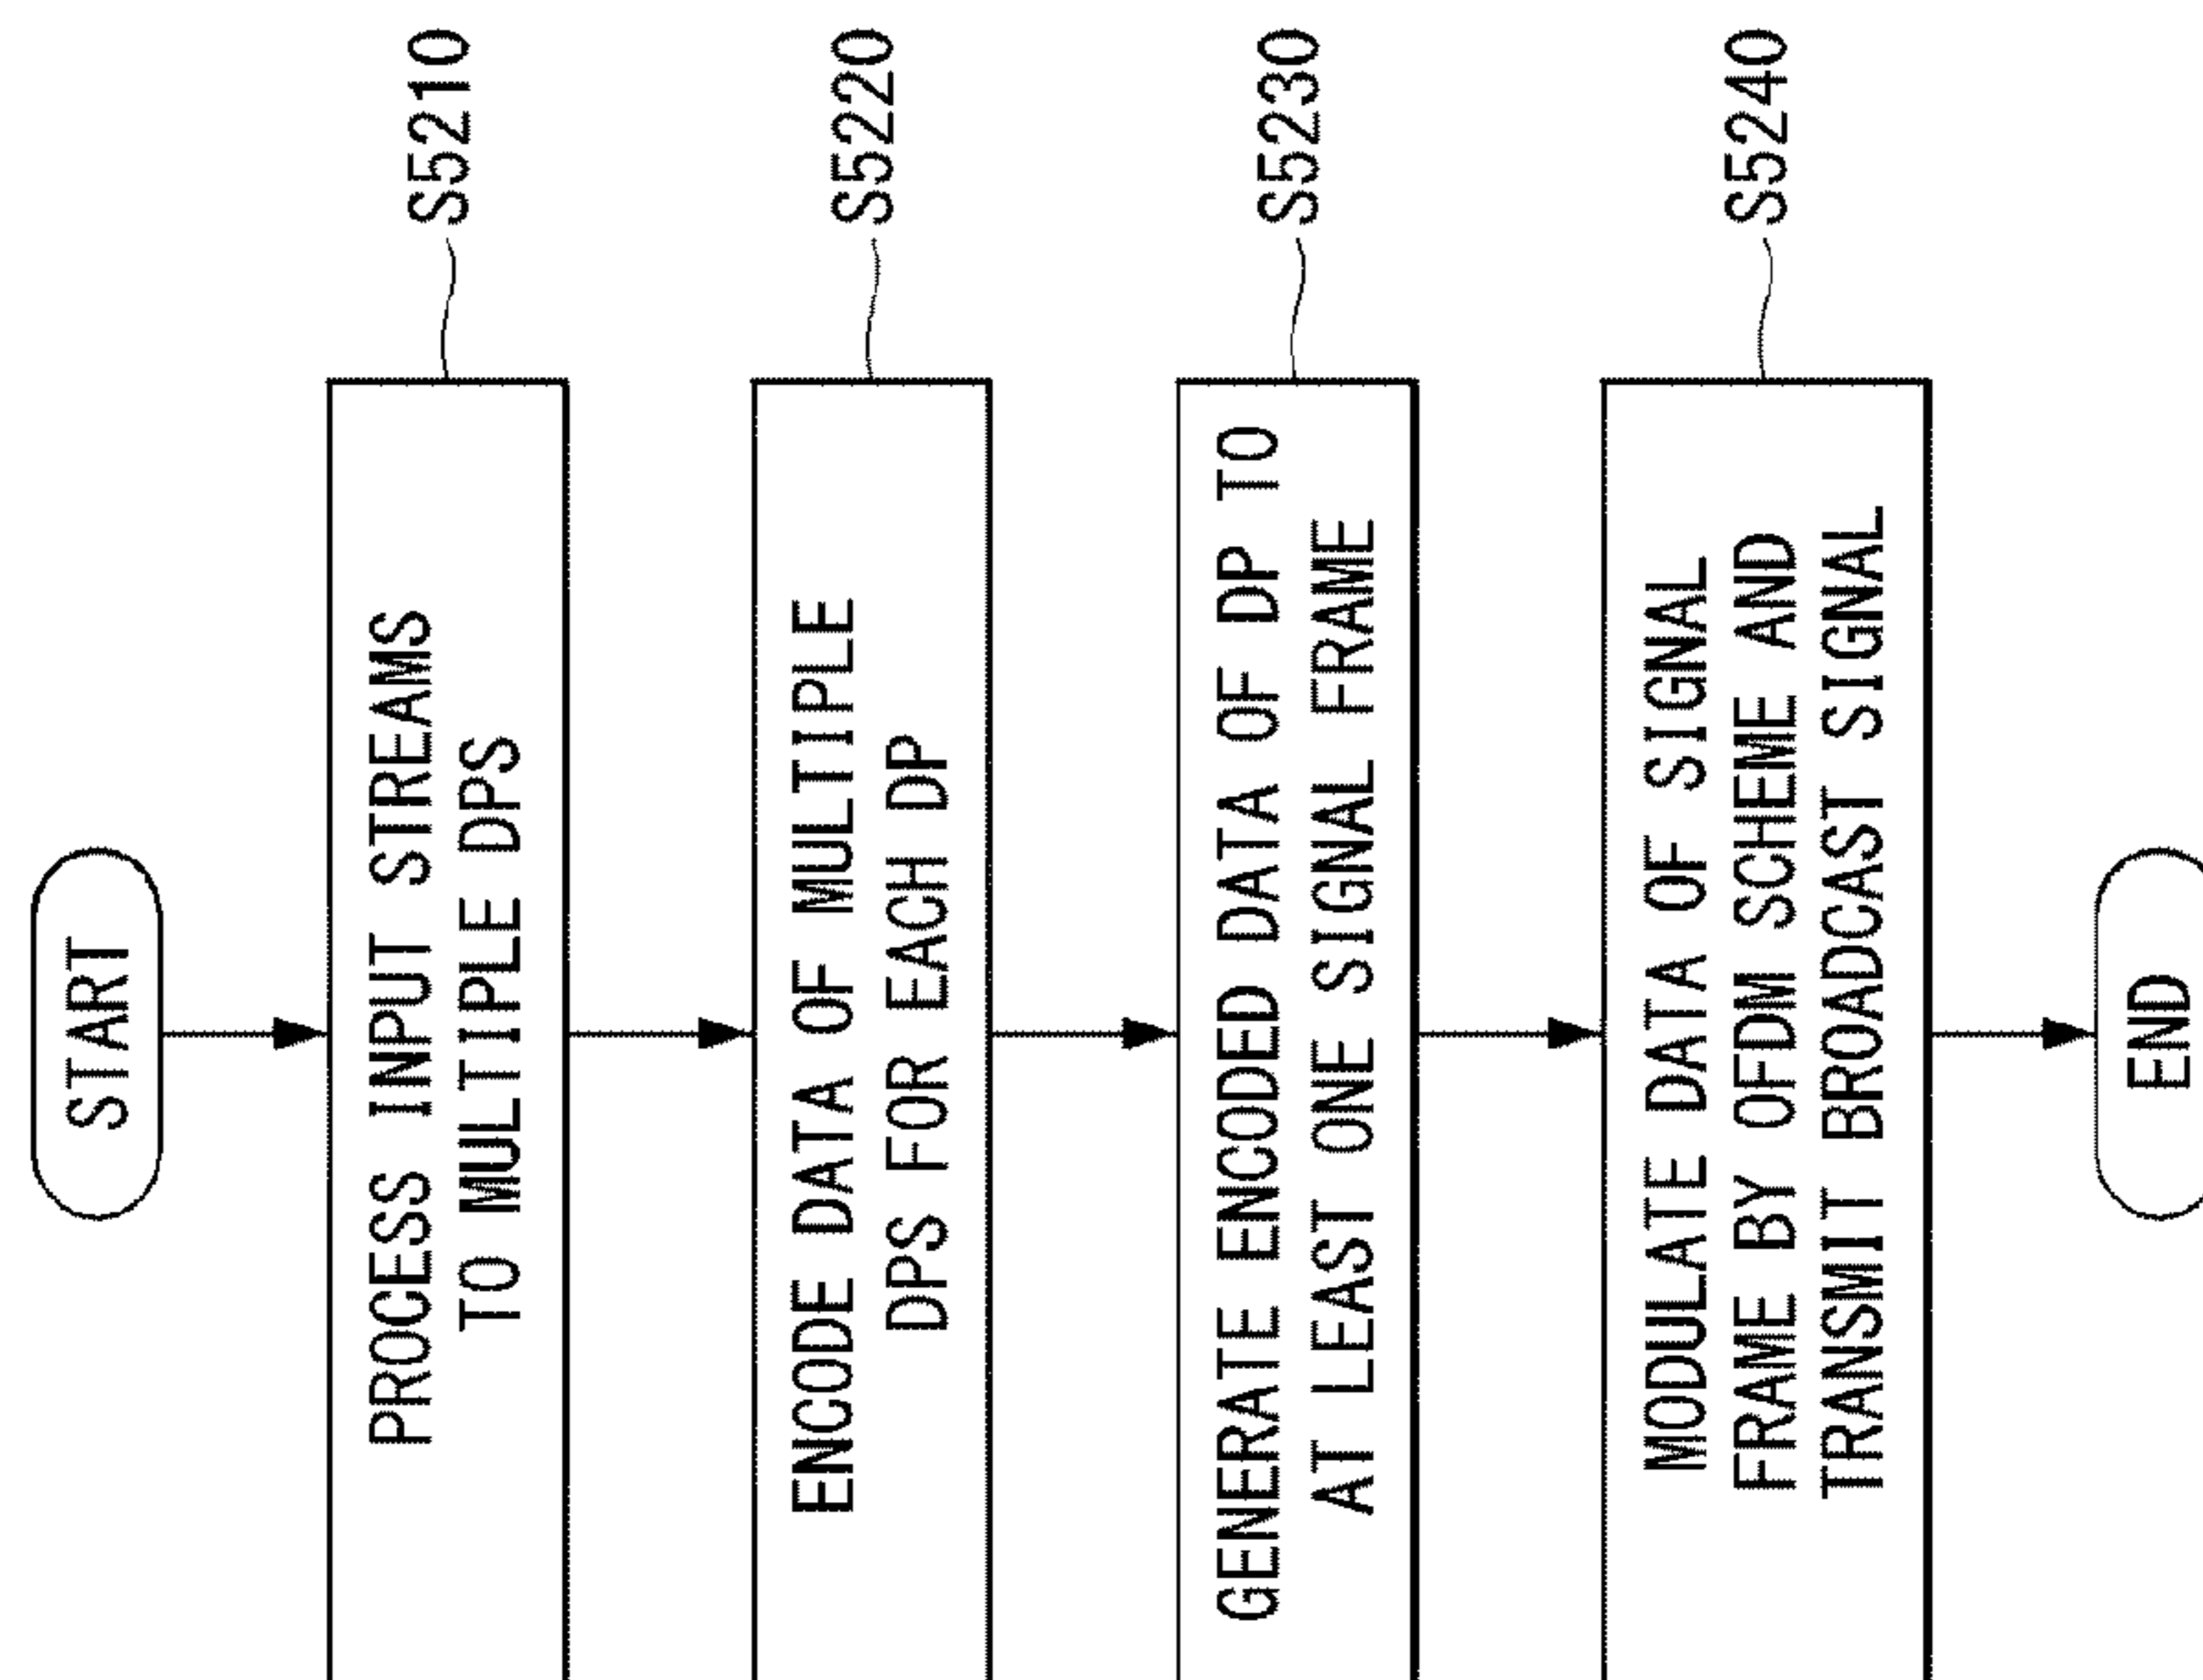 START
PROCESS INPUT STREAMS
TO MULTIPLE DPS
S5210
ENCODE DATA OF MULTIPLE
DPS FOR EACH DP
S5220
GENERATE ENCODED DATA OF DP TO
AT LEAST ONE SIGNAL FRAME
S5230
MODULATE DATA OF SIGNAL
FRAME BY OFDM SCHEME AND
TRANSMIT BROADCAST SIGNAL
S5240
END